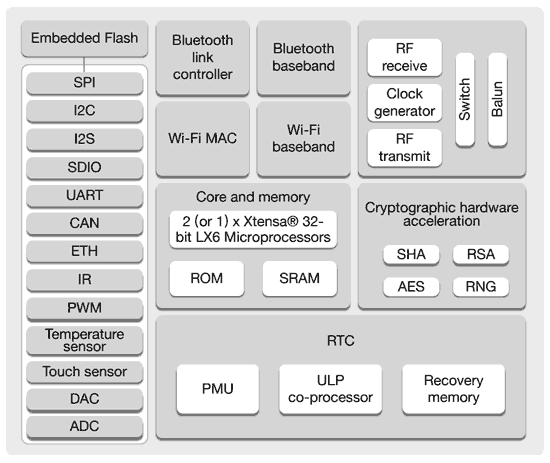 Embedded Flash
SPI
I2C
I2S
SDIO
UART
CAN
ETH
IR
PWM
Temperature
sensor
Touch sensor
DAC
ADC
Bluetooth
link
controller
Bluetooth
baseband
Wi-Fi MAC
Wi-Fi
baseband
RF
receive
Clock
generator
RF
transmit
Switch
Balun
Core and memory
2 (or 1) x Xtensa® 32-
bit LX6 Microprocessors
ROM
SRAM
Cryptographic hardware
acceleration
SHA
RSA
AES
RNG
RTC
PMU
ULP
co-processor
Recovery
memory